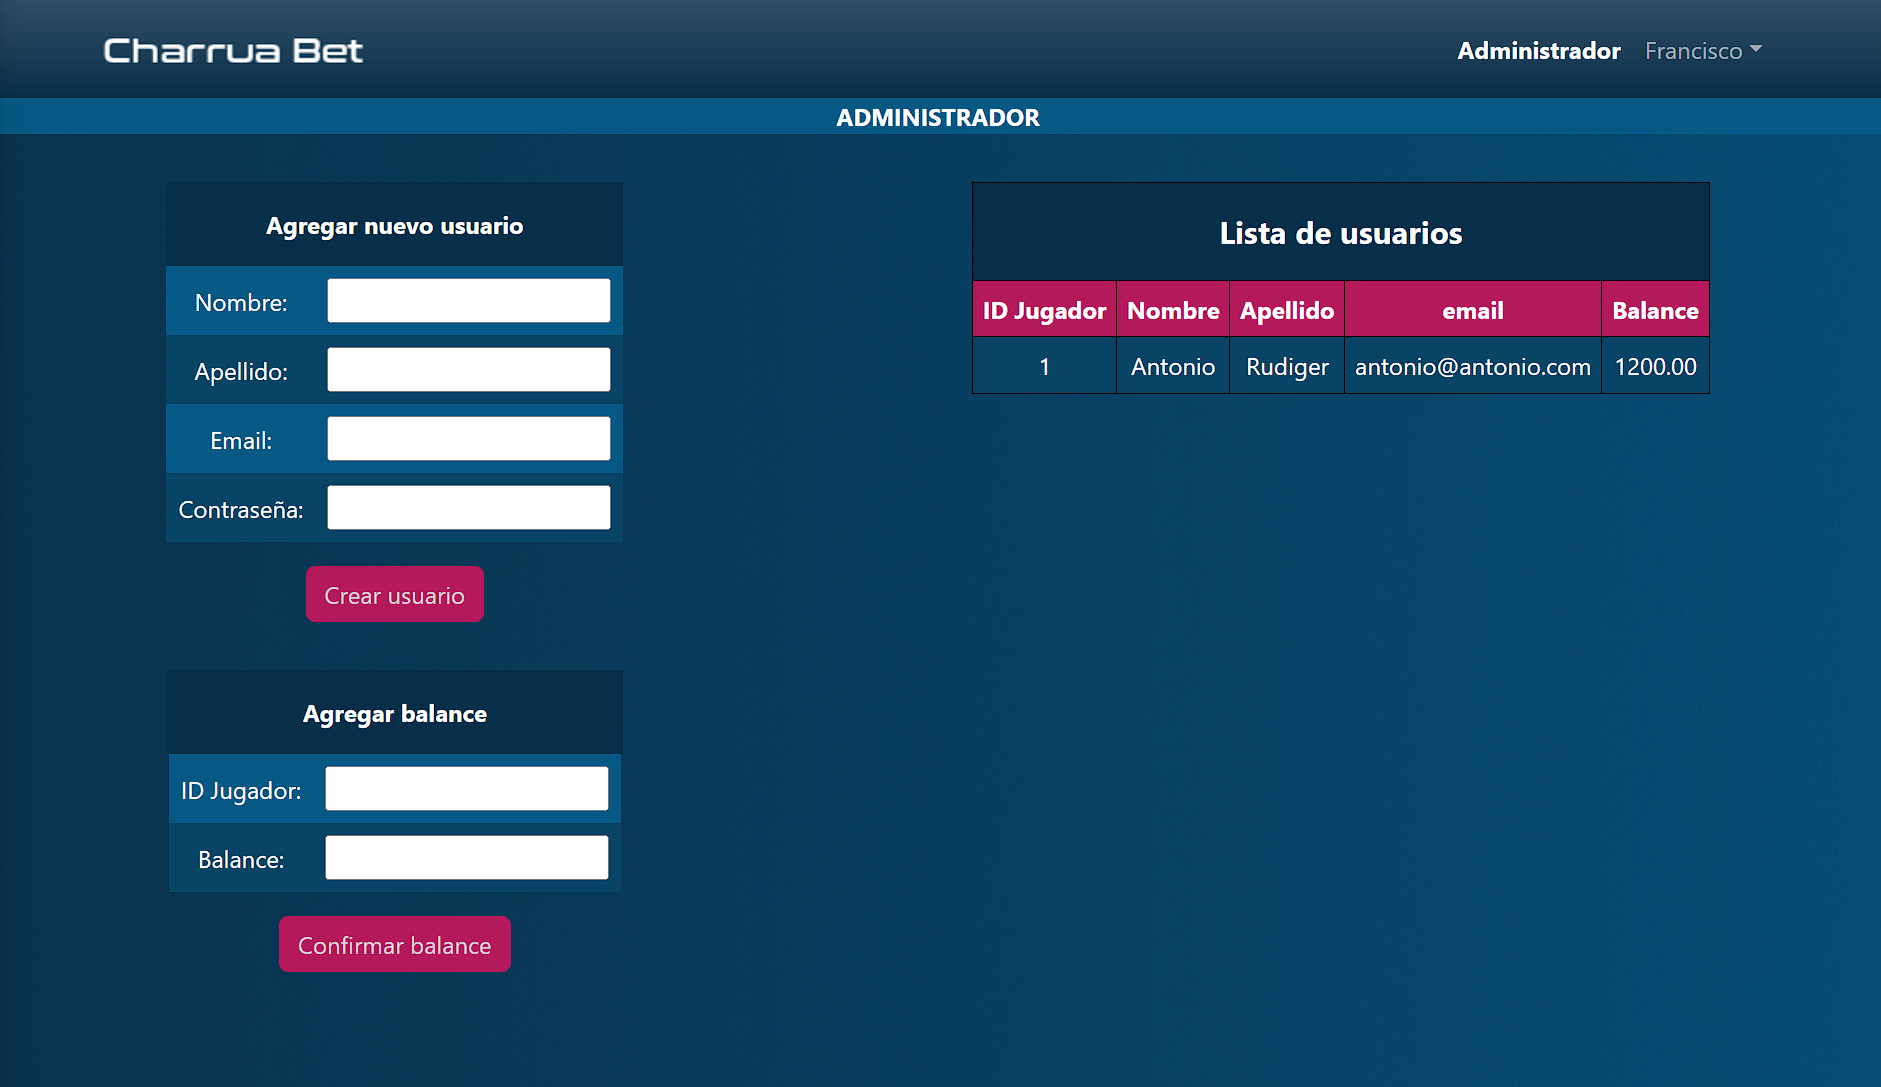 Charrua Bet
Administrador Francisco
ADMINISTRADOR
Agregar nuevo usuario
Nombre:
Apellido:
Email:
Contraseña:
Crear usuario
Agregar balance
ID Jugador:
Balance:
Confirmar balance
Lista de usuarios
ID Jugador Nombre Apellido email Balance
1 Antonio Rudiger antonio@antonio.com 1200.00